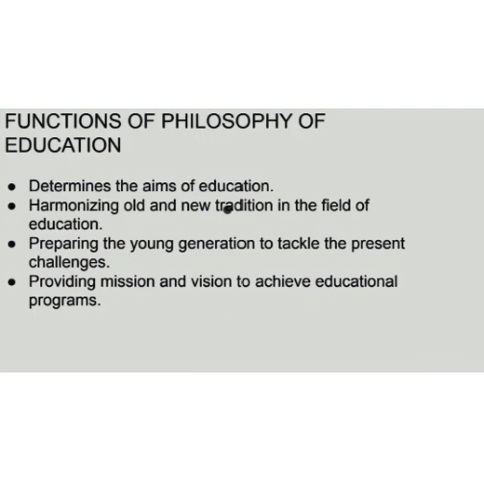 FUNCTIONS OF PHILOSOPHY OF
EDUCATION
● Determines the aims of education.
● Harmonizing old and new tradition in the field of
education.
● Preparing the young generation to tackle the present
challenges.
● Providing mission and vision to achieve educational
programs.